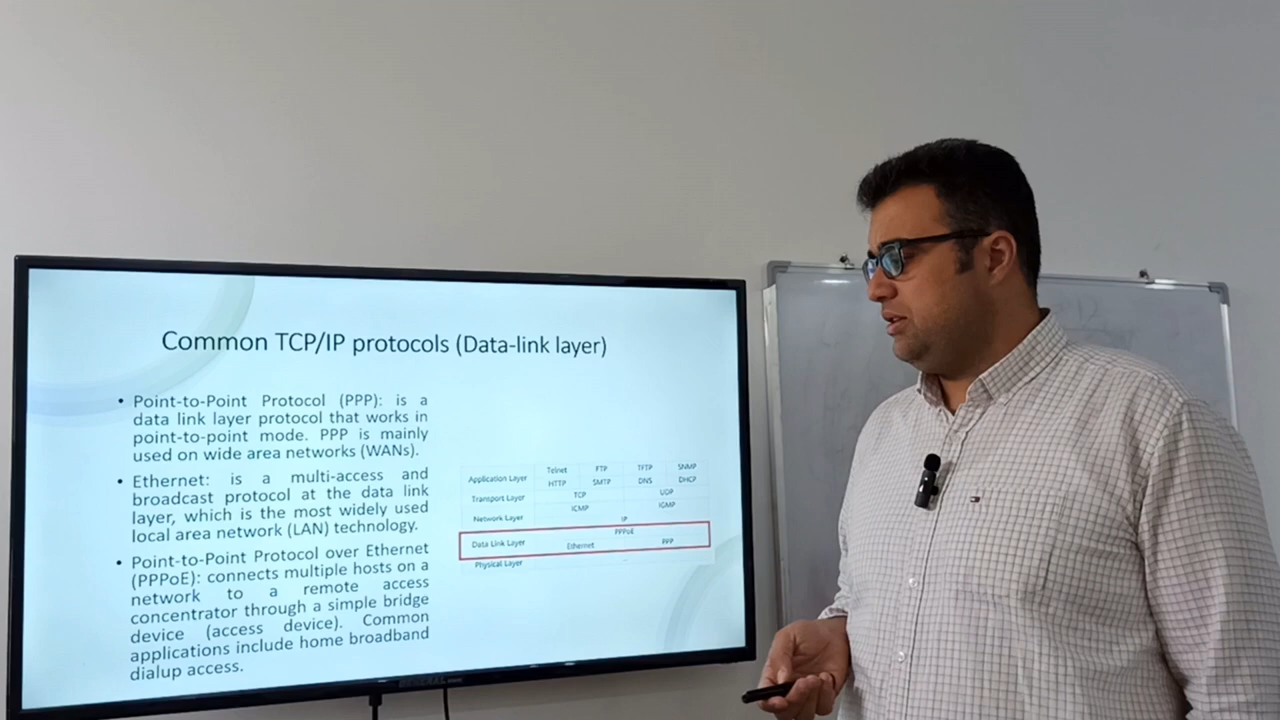 Common TCP/IP protocols (Data-link layer)
• Point-to-Point Protocol (PPP): is a
data link layer protocol that works in
point-to-point mode. PPP is mainly
used on wide area networks (WANs).
• Ethernet: is a multi-access and
broadcast protocol at the data link
layer, which is the most widely used
local area network (LAN) technology.
• Point-to-Point Protocol over Ethernet
(PPPoE): connects multiple hosts on a
network to a remote access
concentrator through a simple bridge
device (access device). Common
applications include home broadband
dialup access.
Application Layer
Telnet FTP TFTP SNMP
HTTP SMTP DNS DHCP
Transport Layer
TCP UDP
Network Layer
ICMP IGMP
IP
Data Link Layer
PPPoE
Ethernet PPP
Physical Layer
GENERAL